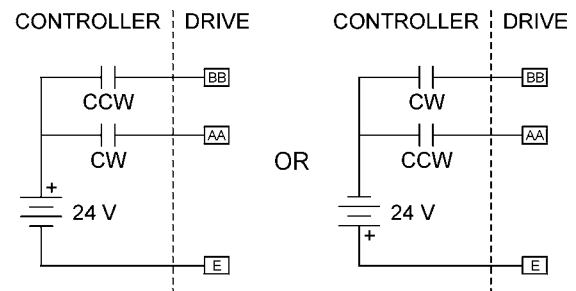 CONTROLLER DRIVE CONTROLLER DRIVE
BB BB
CCW CW
AA AA
CW CCW
OR
+
24 V 24 V
+
E E